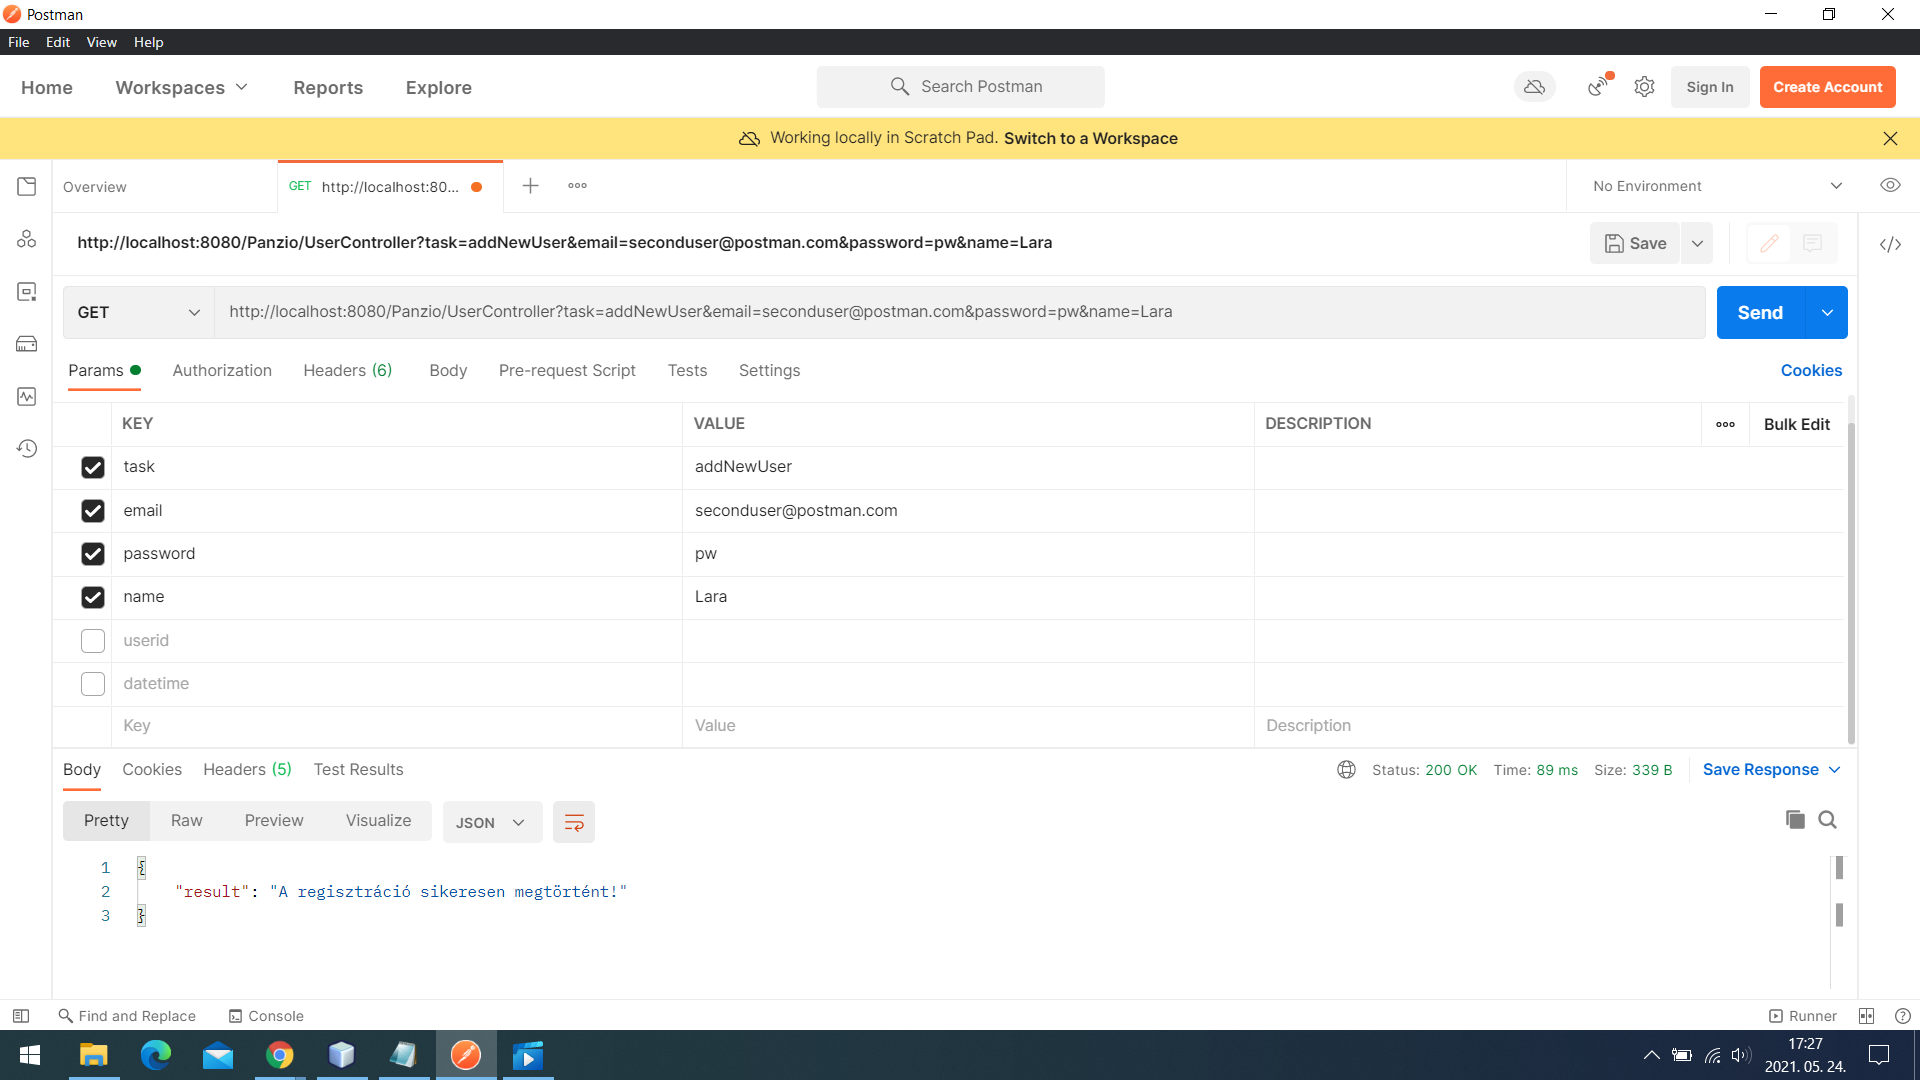 Postman
File Edit View Help
Home Workspaces Reports Explore Search Postman Sign In Create Account
Working locally in Scratch Pad. Switch to a Workspace
Overview GET http://localhost:80... No Environment
http://localhost:8080/Panzio/UserController?task=addNewUser&email=seconduser@postman.com&password=pw&name=Lara Save
GET http://localhost:8080/Panzio/UserController?task=addNewUser&email=seconduser@postman.com&password=pw&name=Lara Send
Params Authorization Headers (6) Body Pre-request Script Tests Settings Cookies
KEY VALUE DESCRIPTION Bulk Edit
task addNewUser
email seconduser@postman.com
password pw
name Lara
userid
datetime
Key Value Description
Body Cookies Headers (5) Test Results Status: 200 OK Time: 89 ms Size: 339 B Save Response
Pretty Raw Preview Visualize JSON
1 {
2 "result": "A regisztráció sikeresen megtörtént!"
3 }
Find and Replace Console Runner
17:27
2021. 05. 24.